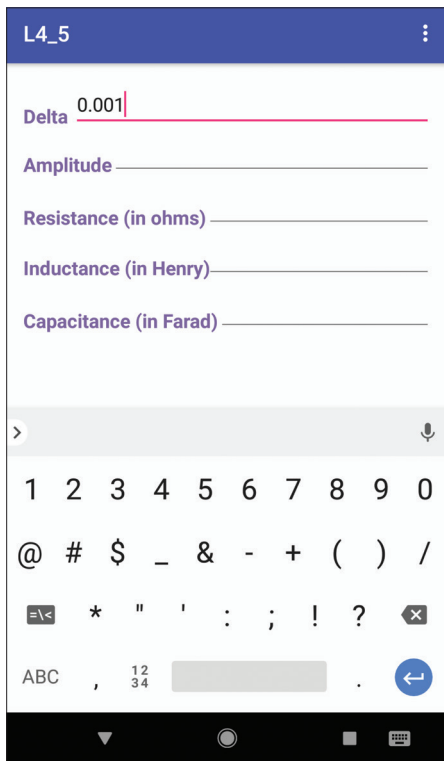 L4_5
Delta 0.001
Amplitude
Resistance (in ohms)
Inductance (in Henry)
Capacitance (in Farad)
1 2 3 4 5 6 7 8 9 0
@ # $ _ & - + ( ) /
=\< * " ' : ; ! ?
ABC , 12 34 .